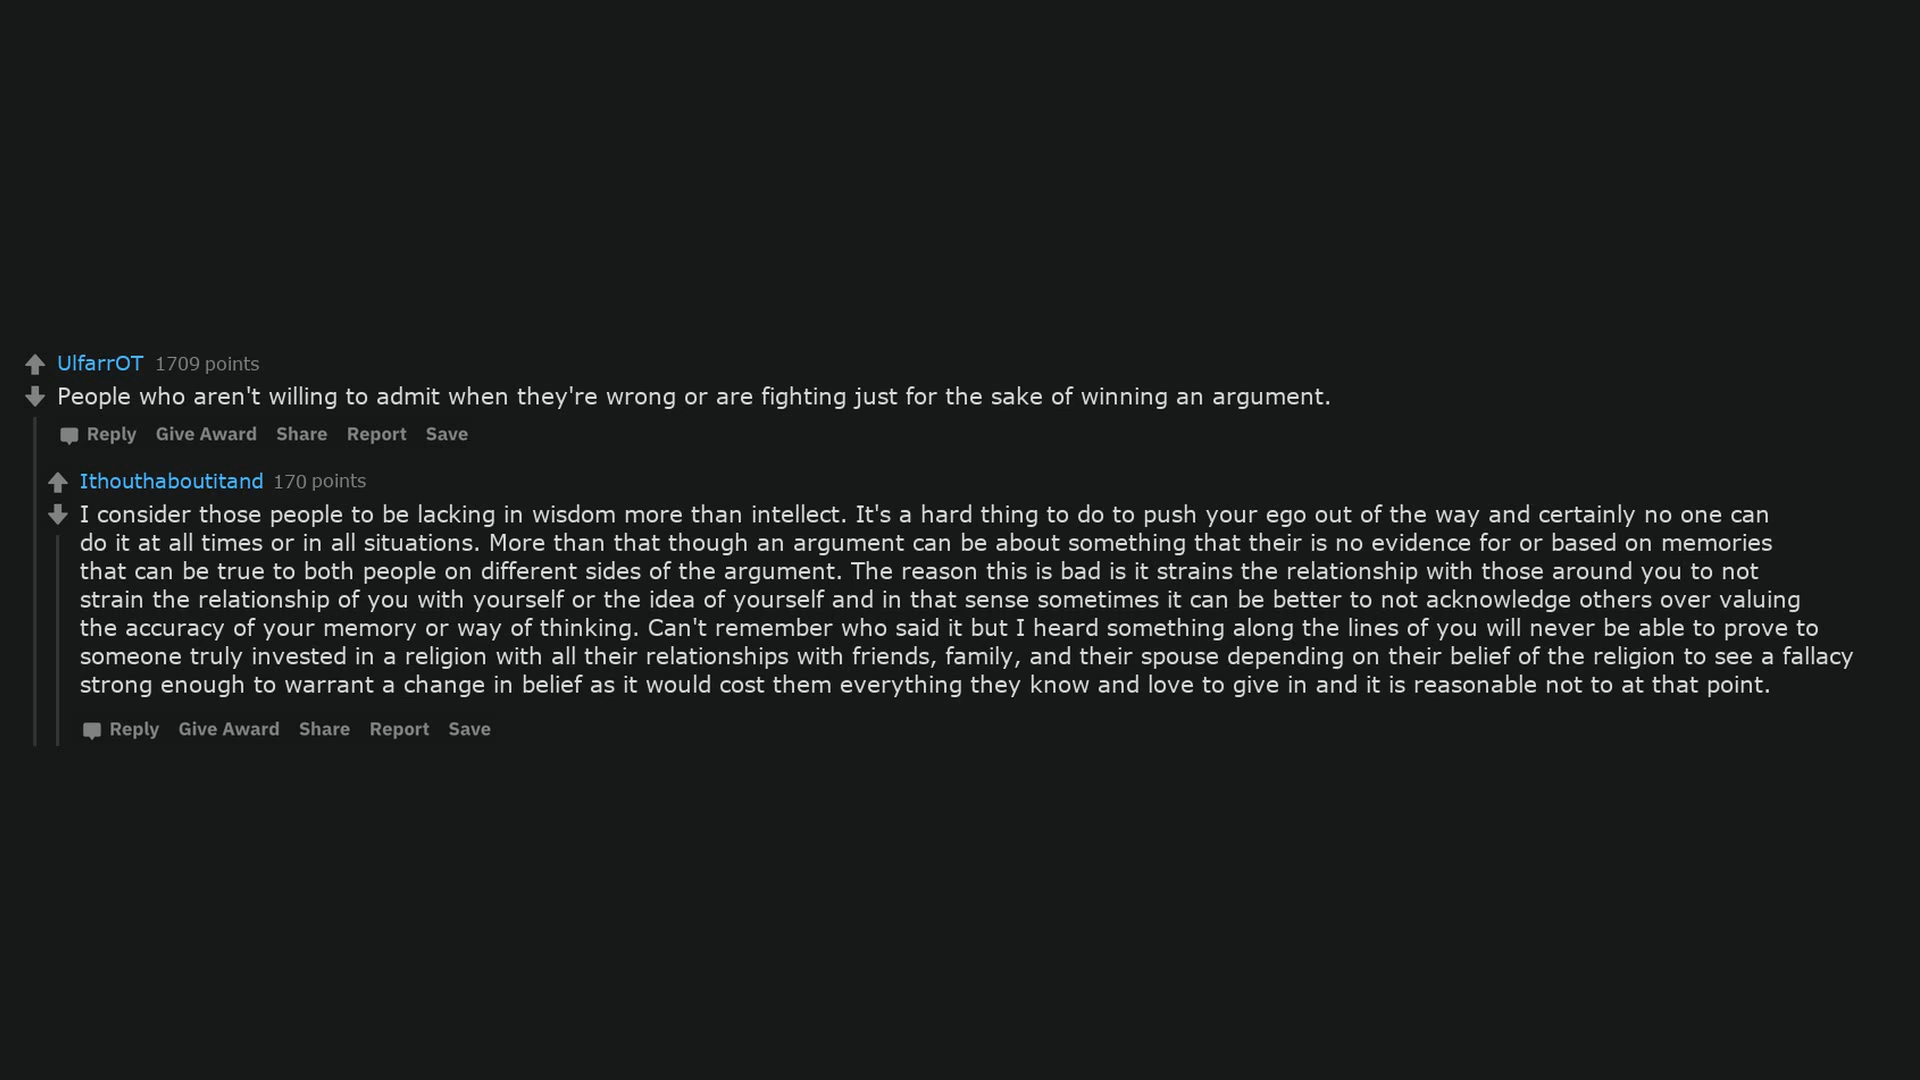 UlfarrOT 1709 points
People who aren't willing to admit when they're wrong or are fighting just for the sake of winning an argument.
Reply Give Award Share Report Save
Ithouthaboutitand 170 points
I consider those people to be lacking in wisdom more than intellect. It's a hard thing to do to push your ego out of the way and certainly no one can
do it at all times or in all situations. More than that though an argument can be about something that their is no evidence for or based on memories
that can be true to both people on different sides of the argument. The reason this is bad is it strains the relationship with those around you to not
strain the relationship of you with yourself or the idea of yourself and in that sense sometimes it can be better to not acknowledge others over valuing
the accuracy of your memory or way of thinking. Can't remember who said it but I heard something along the lines of you will never be able to prove to
someone truly invested in a religion with all their relationships with friends, family, and their spouse depending on their belief of the religion to see a fallacy
strong enough to warrant a change in belief as it would cost them everything they know and love to give in and it is reasonable not to at that point.
Reply Give Award Share Report Save